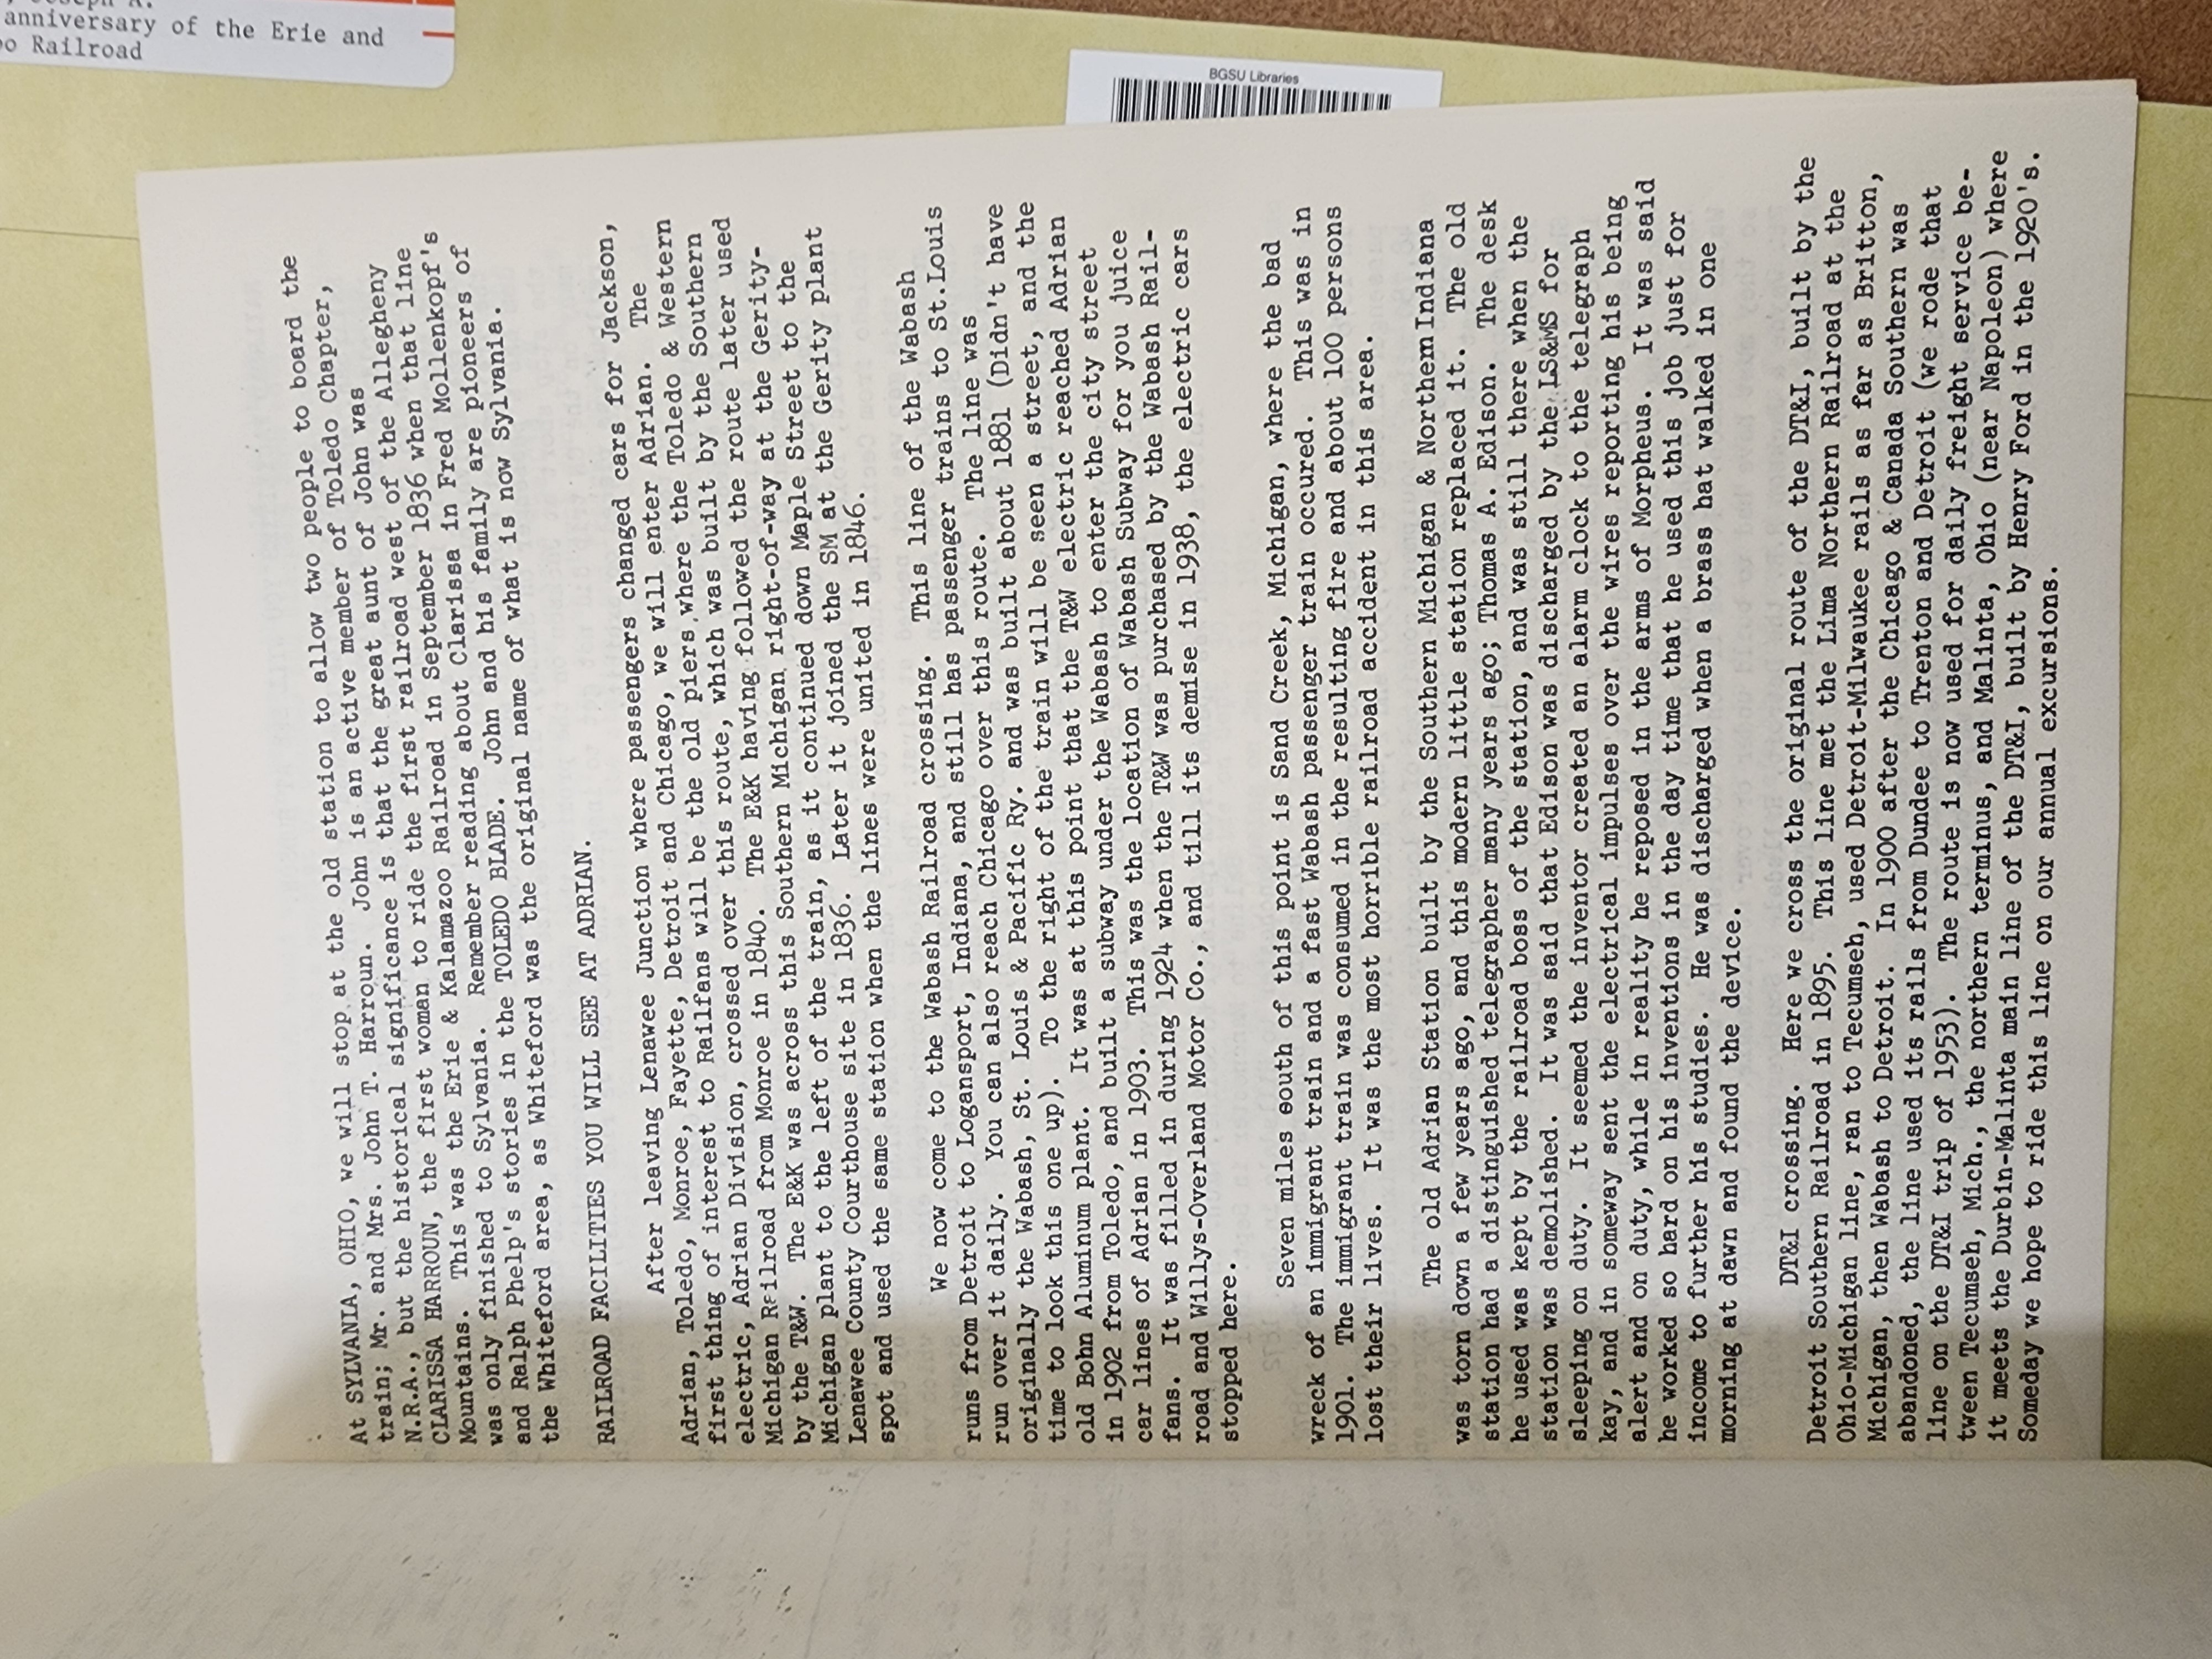 , Joseph A.
anniversary of the Erie and
oo Railroad
BGSU Libraries
At SYLVANIA, OHIO, we will stop at the old station to allow two people to board the
train; Mr. and Mrs. John T. Harroun. John is an active member of Toledo Chapter,
N.R.A., but the historical significance is that the great aunt of John was
CLARISSA HARROUN, the first woman to ride the first railroad west of the Allegheny
Mountains. This was the Erie & Kalamazoo Railroad in September 1836 when that line
was only finished to Sylvania. Remember reading about Clarissa in Fred Mollenkopf's
and Ralph Phelp's stories in the TOLEDO BLADE. John and his family are pioneers of
the Whiteford area, as Whiteford was the original name of what is now Sylvania.
RAILROAD FACILITIES YOU WILL SEE AT ADRIAN.
After leaving Lenawee Junction where passengers changed cars for Jackson,
Adrian, Toledo, Monroe, Fayette, Detroit and Chicago, we will enter Adrian. The
first thing of interest to Railfans will be the old piers where the Toledo & Western
electric, Adrian Division, crossed over this route, which was built by the Southern
Michigan Railroad from Monroe in 1840. The E&K having followed the route later used
by the T&W. The E&K was across this Southern Michigan right-of-way at the Gerity-
Michigan plant to the left of the train, as it continued down Maple Street to the
Lenawee County Courthouse site in 1836. Later it joined the SM at the Gerity plant
spot and used the same station when the lines were united in 1846.
We now come to the Wabash Railroad crossing. This line of the Wabash
runs from Detroit to Logansport, Indiana, and still has passenger trains to St.Louis
run over it daily. You can also reach Chicago over this route. The line was
originally the Wabash, St. Louis & Pacific Ry. and was built about 1881 (Didn't have
time to look this one up). To the right of the train will be seen a street, and the
old Bohn Aluminum plant. It was at this point that the T&W electric reached Adrian
in 1902 from Toledo, and built a subway under the Wabash to enter the city street
car lines of Adrian in 1903. This was the location of Wabash Subway for you juice
fans. It was filled in during 1924 when the T&W was purchased by the Wabash Rail-
road and Willys-Overland Motor Co., and till its demise in 1938, the electric cars
stopped here.
Seven miles south of this point is Sand Creek, Michigan, where the bad
wreck of an immigrant train and a fast Wabash passenger train occured. This was in
1901. The immigrant train was consumed in the resulting fire and about 100 persons
lost their lives. It was the most horrible railroad accident in this area.
The old Adrian Station built by the Southern Michigan & Northern Indiana
was torn down a few years ago, and this modern little station replaced it. The old
station had a distinguished telegrapher many years ago; Thomas A. Edison. The desk
he used was kept by the railroad boss of the station, and was still there when the
station was demolished. It was said that Edison was discharged by the LS&MS for
sleeping on duty. It seemed the inventor created an alarm clock to the telegraph
kay, and in someway sent the electrical impulses over the wires reporting his being
alert and on duty, while in reality he reposed in the arms of Morpheus. It was said
he worked so hard on his inventions in the day time that he used this job just for
income to further his studies. He was discharged when a brass hat walked in one
morning at dawn and found the device.
DT&I crossing. Here we cross the original route of the DT&I, built by the
Detroit Southern Railroad in 1895. This line met the Lima Northern Railroad at the
Ohio-Michigan line, ran to Tecumseh, used Detroit-Milwaukee rails as far as Britton,
Michigan, then Wabash to Detroit. In 1900 after the Chicago & Canada Southern was
abandoned, the line used its rails from Dundee to Trenton and Detroit (we rode that
line on the DT&I trip of 1953). The route is now used for daily freight service be-
tween Tecumseh, Mich., the northern terminus, and Malinta, Ohio (near Napoleon) where
it meets the Durbin-Malinta main line of the DT&I, built by Henry Ford in the 1920's.
Someday we hope to ride this line on our annual excursions.